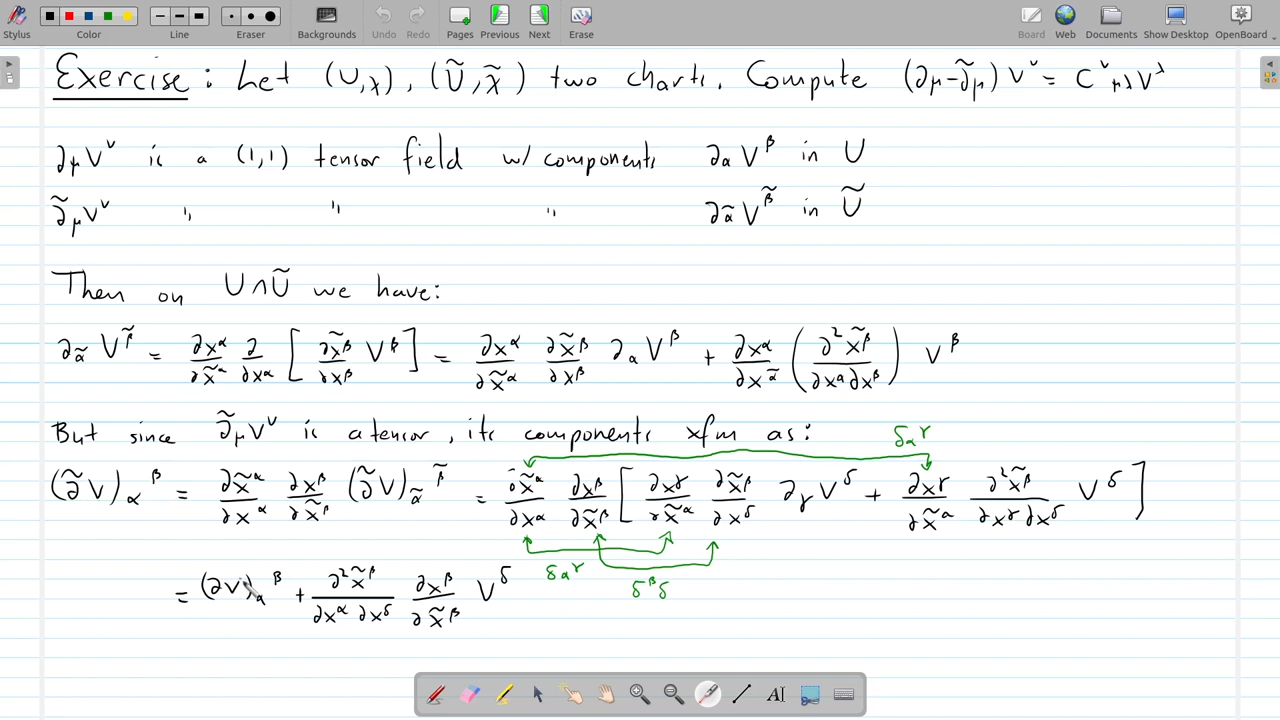 Stylus Color Line Eraser Backgrounds Undo Redo Pages Previous Next Erase Board Web Documents Show Desktop OpenBoard
Exercise: Let (U,χ), (Ũ,χ̃) two charts. Compute (∂μ-∂̃μ) V^ν = C^ν_μλ V^λ
∂μ V^ν is a (1,1) tensor field w/ components ∂α V^β in U
∂̃μ V^ν " " " ∂α̃ V^β̃ in Ũ
Then on U∩Ũ we have:
∂α̃ V^β̃ = ∂x^α/∂x̃^α ∂/∂x^α [ ∂x̃^β/∂x^β V^β ] = ∂x^α/∂x̃^α ∂x̃^β/∂x^β ∂α V^β + ∂x^α/∂x^α̃ ( ∂²x̃^β/∂x^α∂x^β ) V^β
But since ∂̃μ V^ν is a tensor, its components xfm as:
δα^γ
(∂̃V)α^β = ∂x̃^α/∂x^α ∂x^β/∂x̃^β (∂̃V)α̃^β̃ = ∂x̃^α/∂x^α ∂x^β/∂x̃^β [ ∂x^γ/∂x̃^α ∂x̃^β/∂x^δ ∂γ V^δ + ∂x^γ/∂x̃^α ∂²x̃^β/∂x^γ∂x^δ V^δ ]
δα^γ δ^β_δ
= (∂V)α^β + ∂²x̃^β/∂x^α∂x^δ ∂x^β/∂x̃^β V^δ